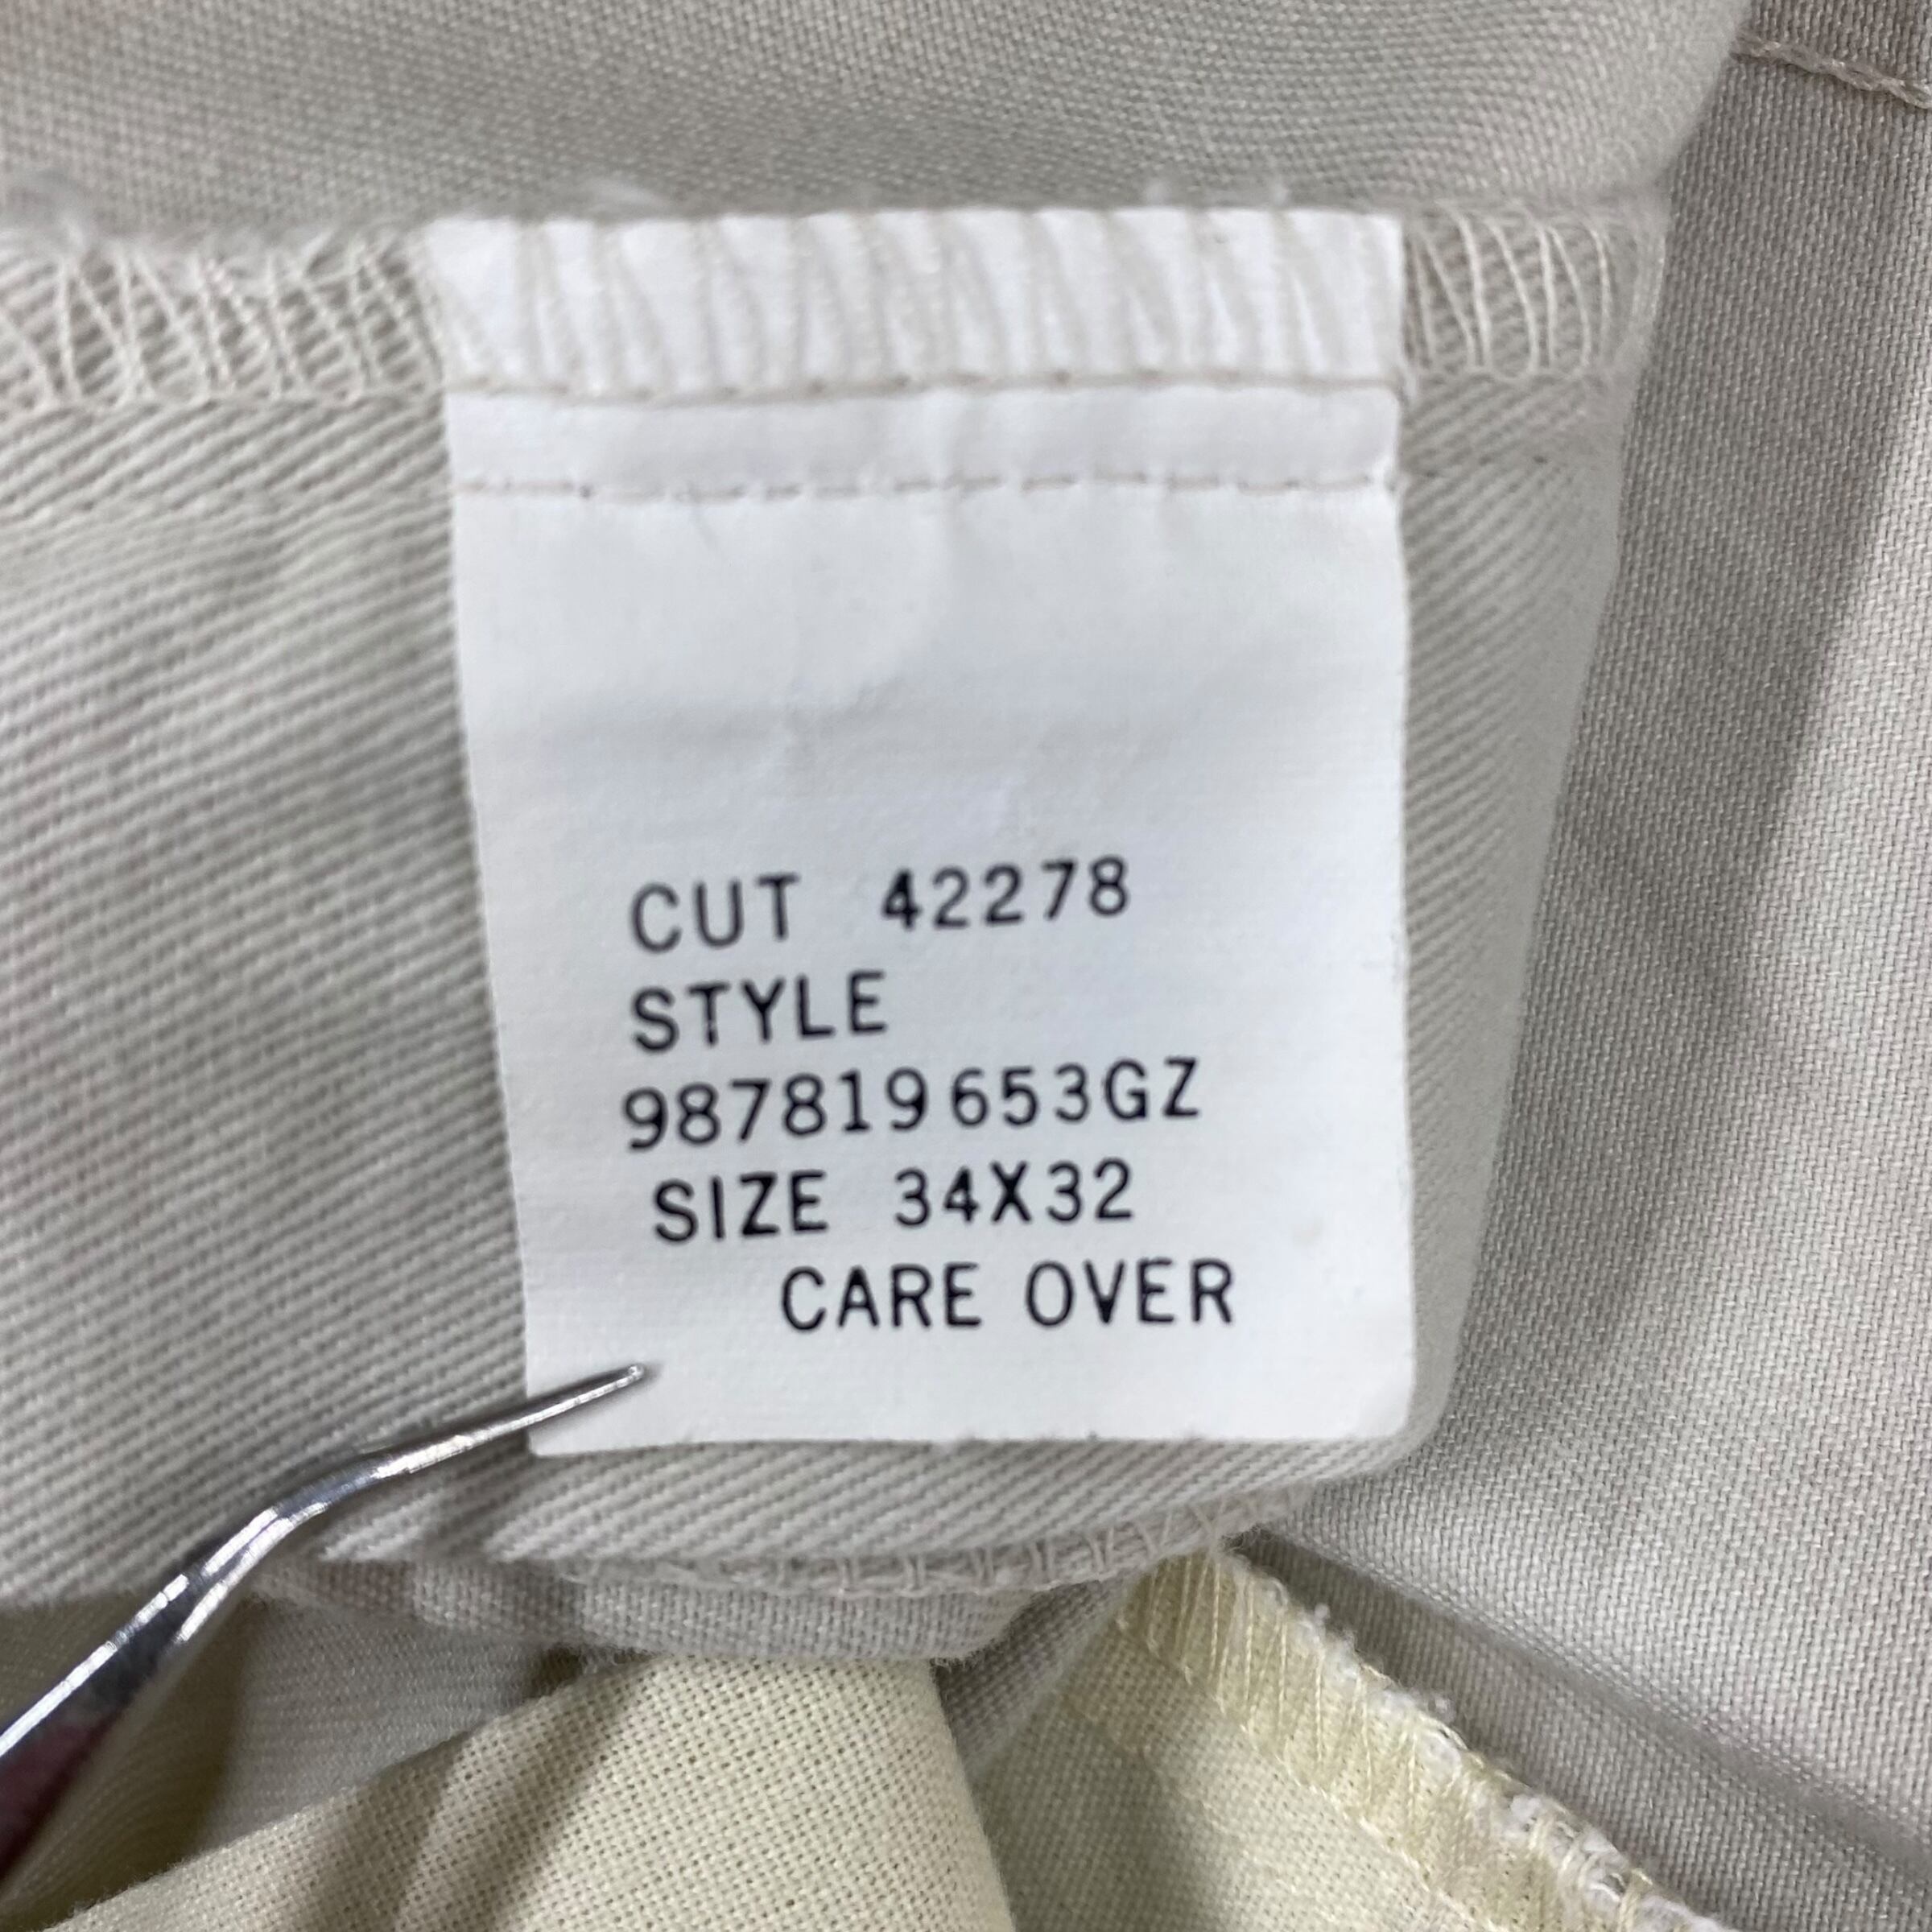 CUT 42278
STYLE
987819653GZ
SIZE 34X32
CARE OVER